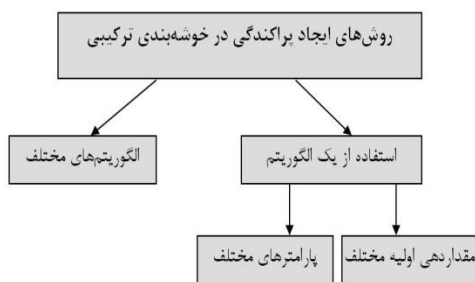 روش‌های ایجاد پراکندگی در خوشه‌بندی ترکیبی
استفاده از یک الگوریتم
الگوریتم‌های مختلف
مقداردهی اولیه مختلف
پارامترهای مختلف